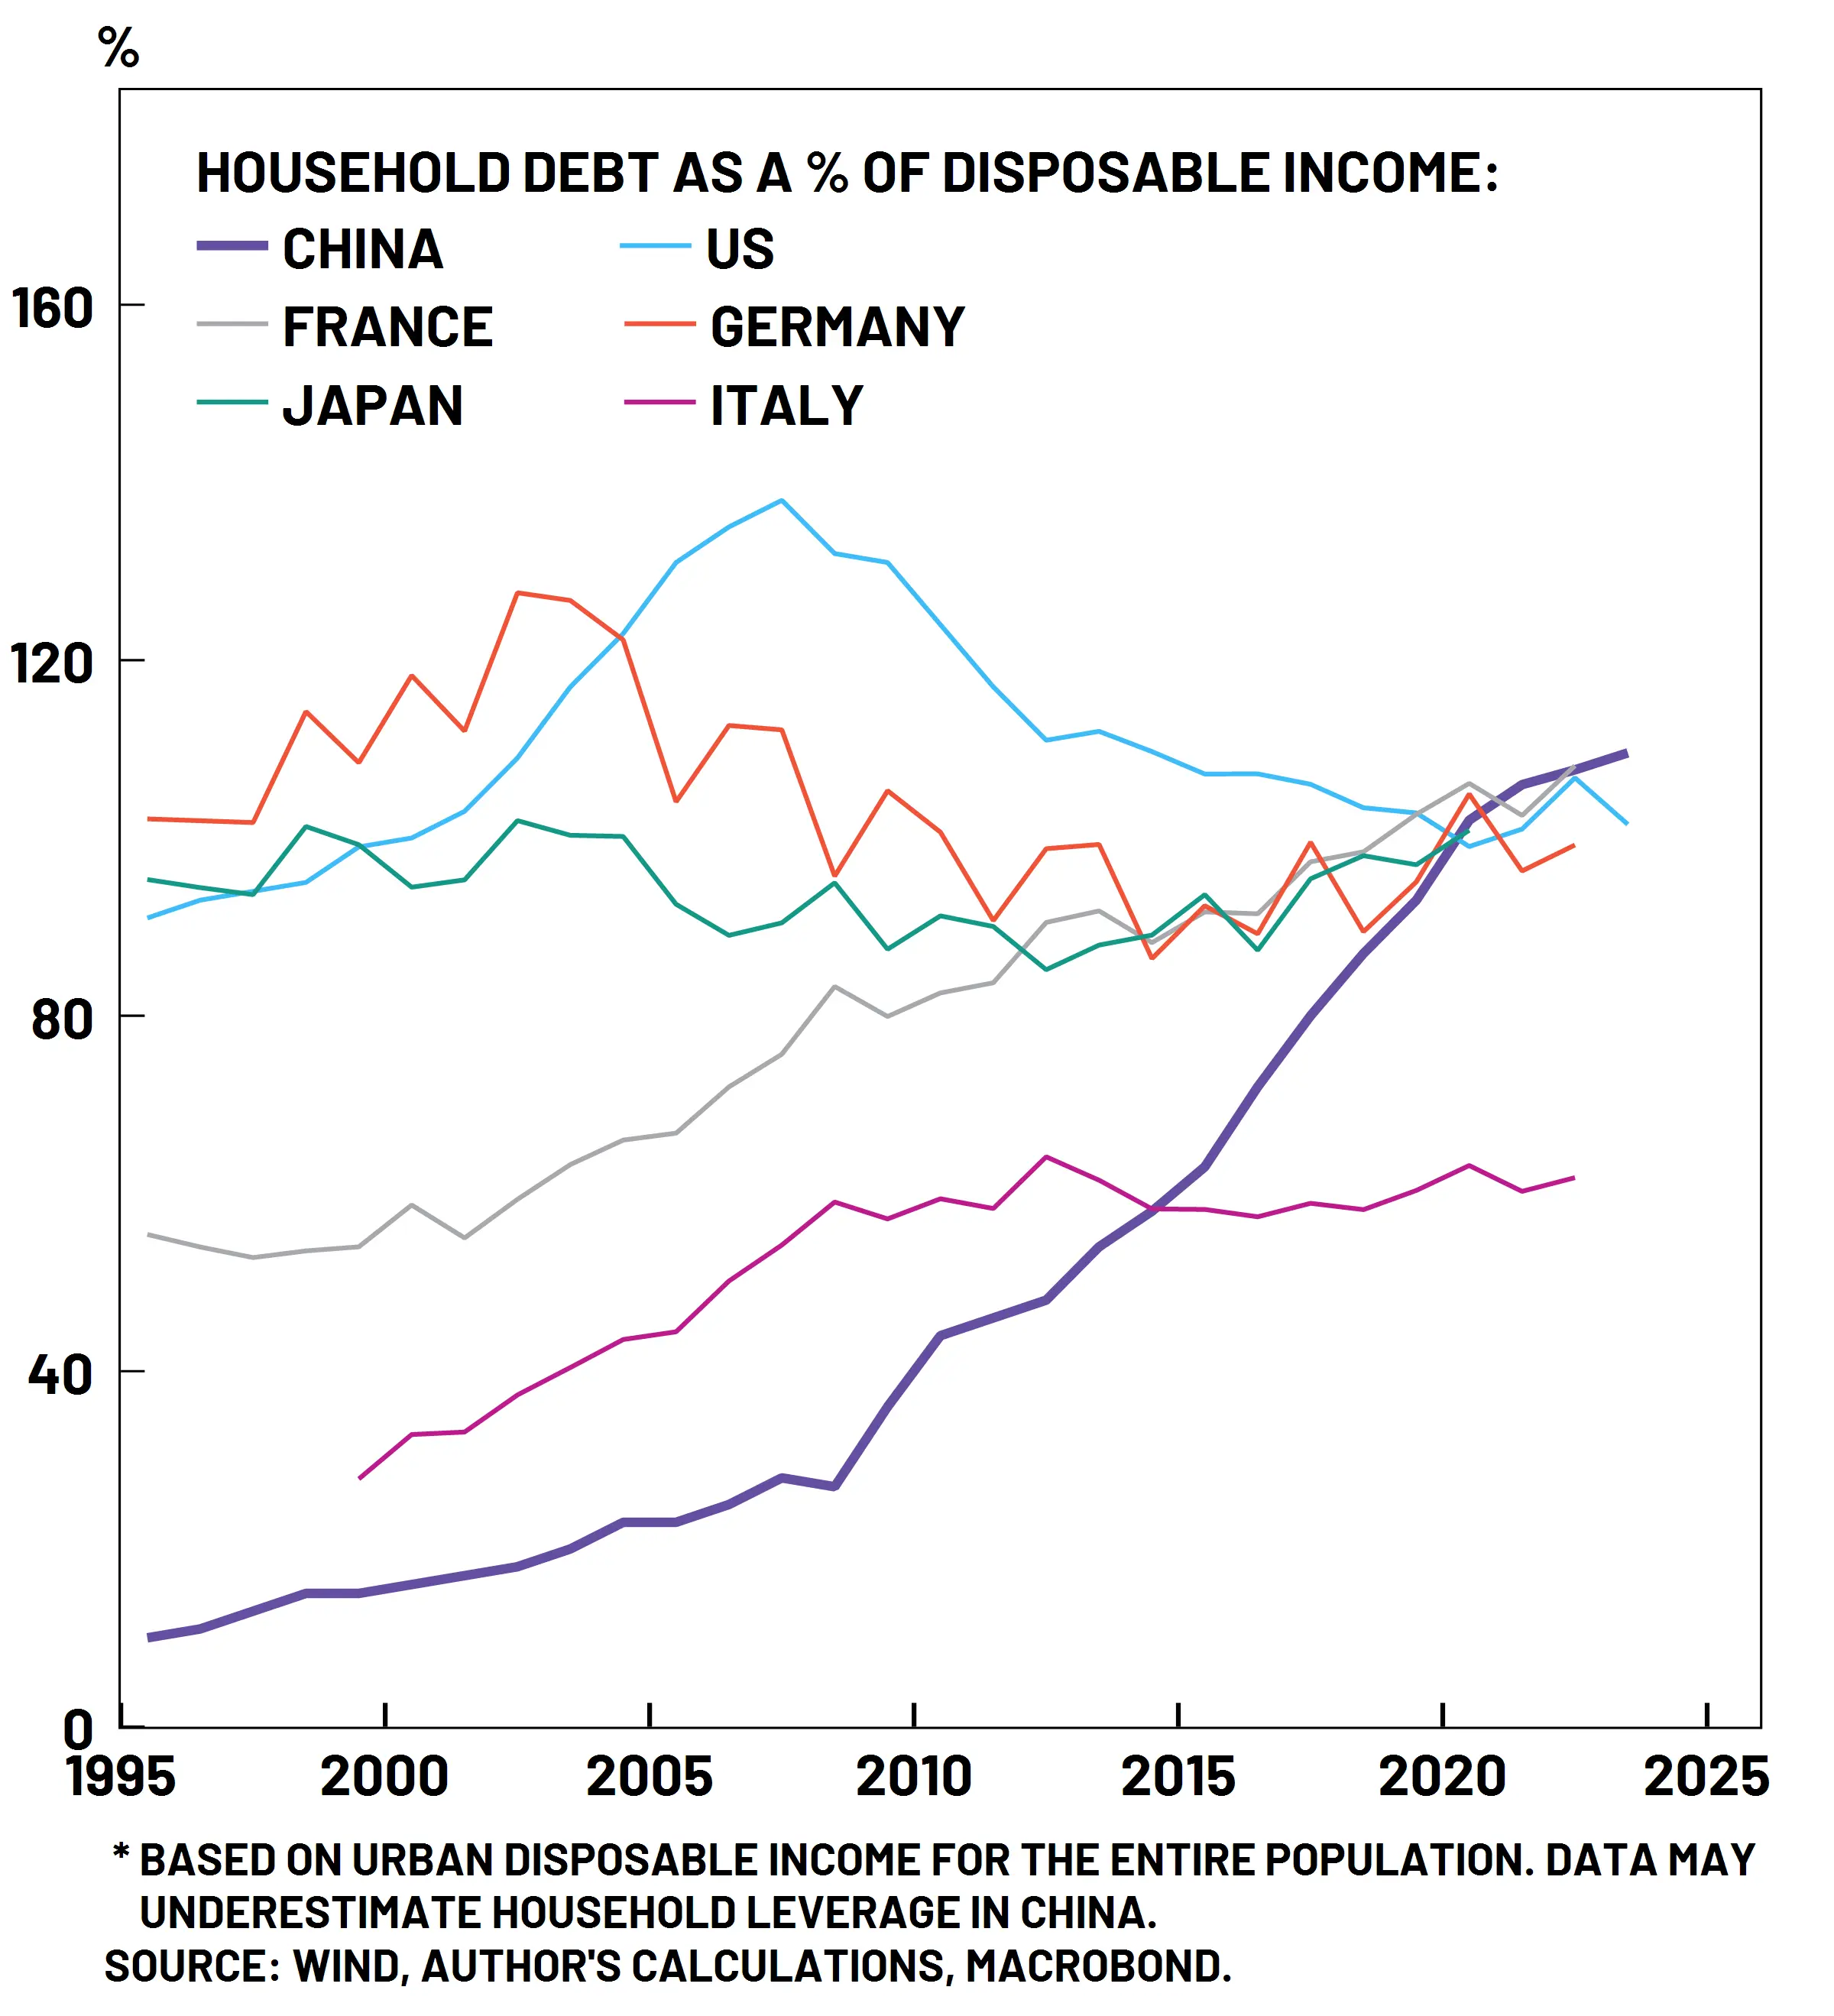 %
HOUSEHOLD DEBT AS A % OF DISPOSABLE INCOME:
CHINA
US
FRANCE
GERMANY
JAPAN
ITALY
160
120
80
40
0
1995 2000 2005 2010 2015 2020 2025
* BASED ON URBAN DISPOSABLE INCOME FOR THE ENTIRE POPULATION. DATA MAY
UNDERESTIMATE HOUSEHOLD LEVERAGE IN CHINA.
SOURCE: WIND, AUTHOR'S CALCULATIONS, MACROBOND.